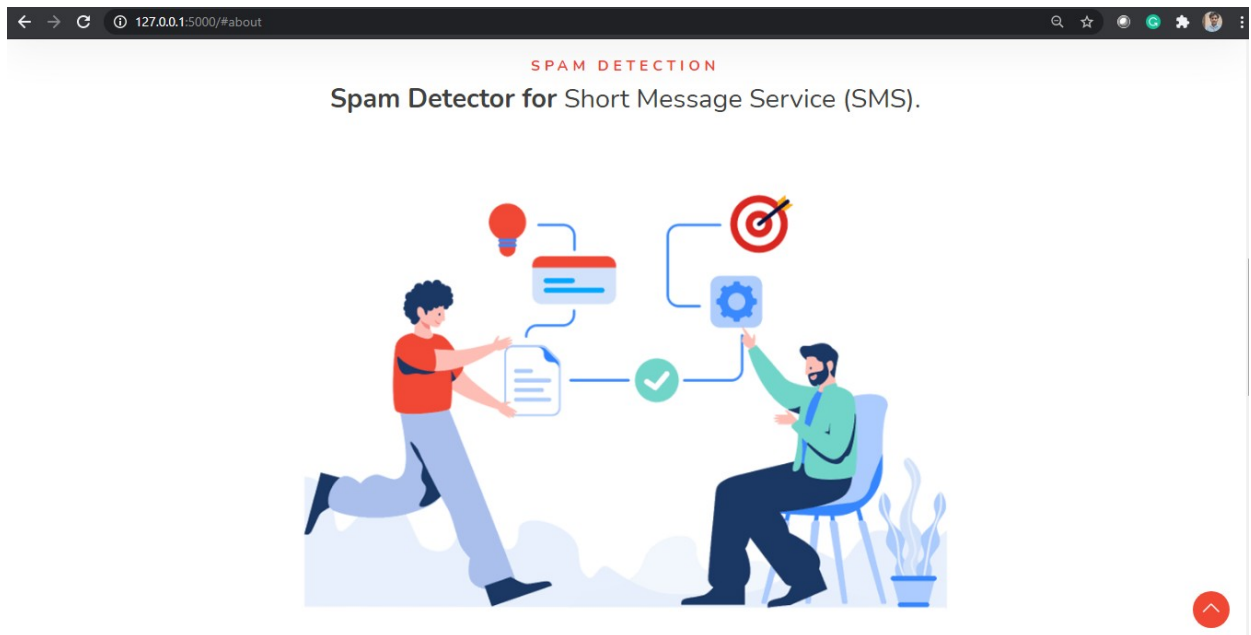 127.0.0.1:5000/#about
SPAM DETECTION
Spam Detector for Short Message Service (SMS).